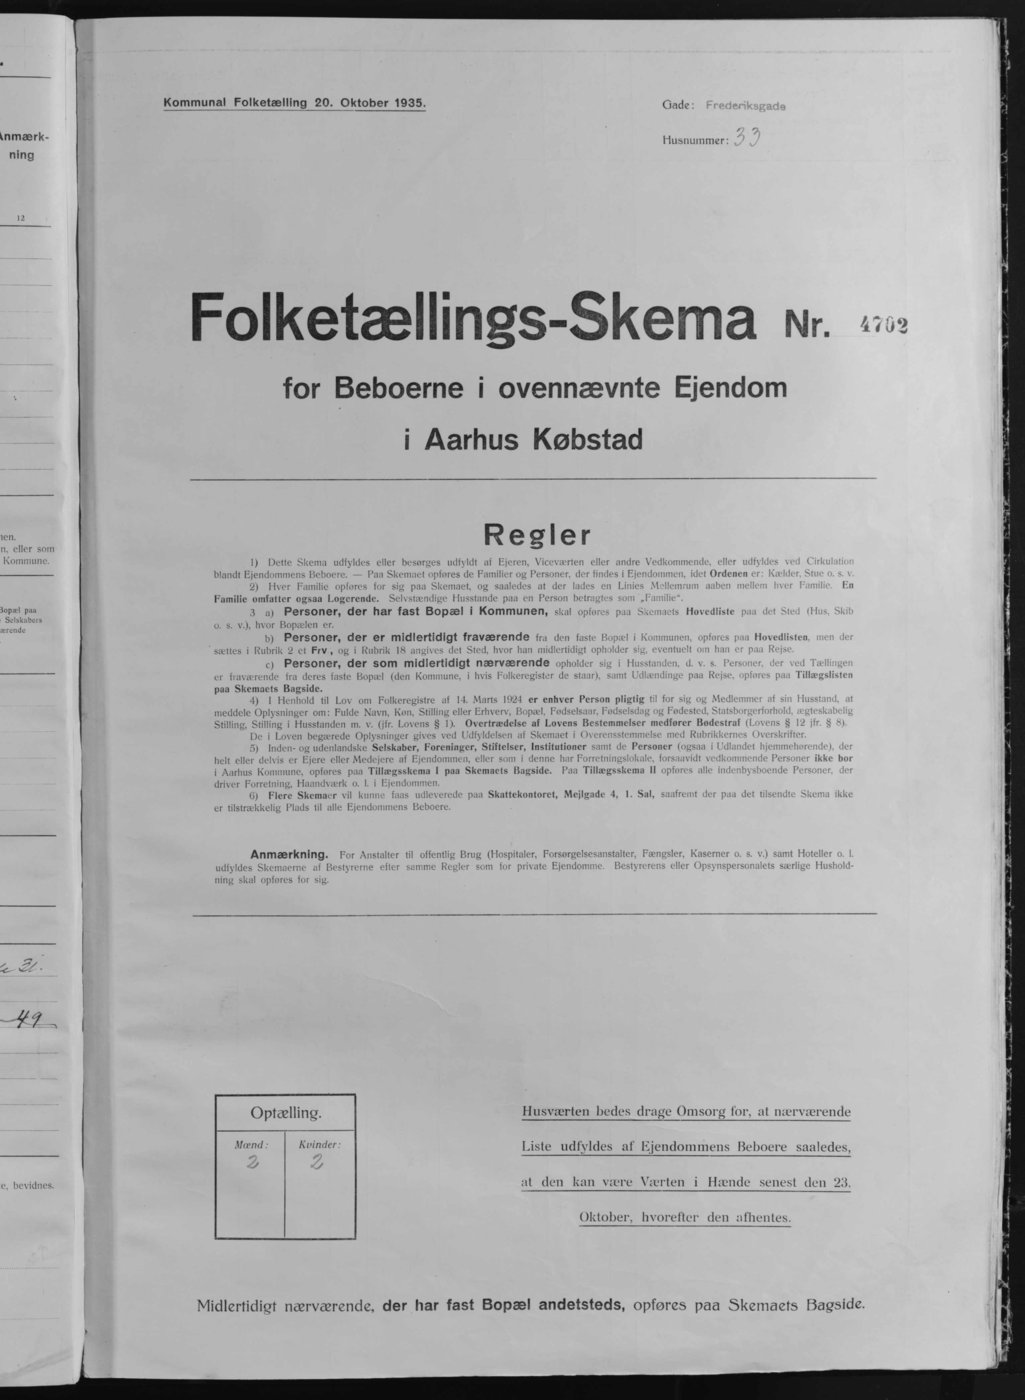 .
Anmærk-
ning
12
nen.
n, eller som
Kommune.
Bopæl paa
Selskabers
ærende
31.
49
e, bevidnes.
Kommunal Folketælling 20. Oktober 1935.
Gade: Frederiksgade
Husnummer: 33
Folketællings-Skema Nr. 4702
for Beboerne i ovennævnte Ejendom
i Aarhus Købstad
Regler
1) Dette Skema udfyldes eller besørges udfyldt af Ejeren, Viceværten eller andre Vedkommende, eller udfyldes ved Cirkulation
blandt Ejendommens Beboere. — Paa Skemaet opføres de Familier og Personer, der findes i Ejendommen, idet Ordenen er: Kælder, Stue o. s. v.
2) Hver Familie opføres for sig paa Skemaet, og saaledes at der lades en Linies Mellemrum aaben mellem hver Familie. En
Familie omfatter ogsaa Logerende. Selvstændige Husstande paa en Person betragtes som „Familie“.
3 a) Personer, der har fast Bopæl i Kommunen, skal opføres paa Skemaets Hovedliste paa det Sted (Hus, Skib
o. s. v.), hvor Bopælen er.
b) Personer, der er midlertidigt fraværende fra den faste Bopæl i Kommunen, opføres paa Hovedlisten, men der
sættes i Rubrik 2 et Frv., og i Rubrik 18 angives det Sted, hvor han midlertidigt opholder sig, eventuelt om han er paa Rejse.
c) Personer, der som midlertidigt nærværende opholder sig i Husstanden, d. v. s. Personer, der ved Tællingen
er fraværende fra deres faste Bopæl (den Kommune, i hvis Folkeregister de staar), samt Udlændinge paa Rejse, opføres paa Tillægslisten
paa Skemaets Bagside.
4) I Henhold til Lov om Folkeregistre af 14. Marts 1924 er enhver Person pligtig til for sig og Medlemmer af sin Husstand, at
meddele Oplysninger om: Fulde Navn, Køn, Stilling eller Erhverv, Bopæl, Fødselsaar, Fødselsdag og Fødested, Statsborgerforhold, ægteskabelig
Stilling, Stilling i Husstanden m. v. (jfr. Lovens § 1). Overtrædelse af Lovens Bestemmelser medfører Bødestraf (Lovens § 12 jfr. § 8).
De i Loven begærede Oplysninger gives ved Udfyldelsen af Skemaet i Overensstemmelse med Rubrikkernes Overskrifter.
5) Inden- og udenlandske Selskaber, Foreninger, Stiftelser, Institutioner samt de Personer (ogsaa i Udlandet hjemmehørende), der
helt eller delvis er Ejere eller Medejere af Ejendommen, eller som i denne har Forretningslokale, forsaavidt vedkommende Personer ikke bor
i Aarhus Kommune, opføres paa Tillægsskema I paa Skemaets Bagside. Paa Tillægsskema II opføres alle indenbysboende Personer, der
driver Forretning, Haandværk o. l. i Ejendommen.
6) Flere Skemaer vil kunne faas udleverede paa Skattekontoret, Mejlgade 4, 1. Sal, saafremt der paa det tilsendte Skema ikke
er tilstrækkelig Plads til alle Ejendommens Beboere.
Anmærkning. For Anstalter til offentlig Brug (Hospitaler, Forsørgelsesanstalter, Fængsler, Kaserner o. s. v.) samt Hoteller o. l.
udfyldes Skemaerne af Bestyrerne efter samme Regler som for private Ejendomme. Bestyrerens eller Opsynspersonalets særlige Hushold-
ning skal opføres for sig.
Optælling.
Mænd: Kvinder:
2 2
Husværten bedes drage Omsorg for, at nærværende
Liste udfyldes af Ejendommens Beboere saaledes,
at den kan være Værten i Hænde senest den 23.
Oktober, hvorefter den afhentes.
Midlertidigt nærværende, der har fast Bopæl andetsteds, opføres paa Skemaets Bagside.